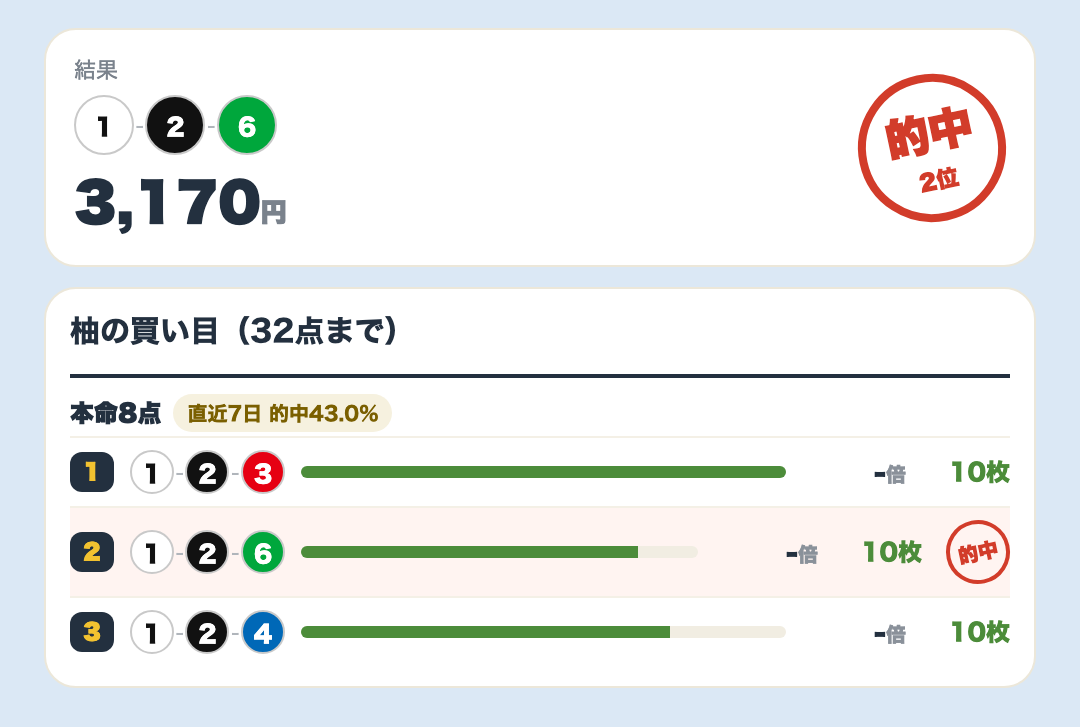 結果
1-2-6
3,170円
的中
2位
柚の買い目（32点まで）
本命8点 直近7日 的中43.0%
1 1-2-3 -倍 10枚
2 1-2-6 -倍 10枚 的中
3 1-2-4 -倍 10枚